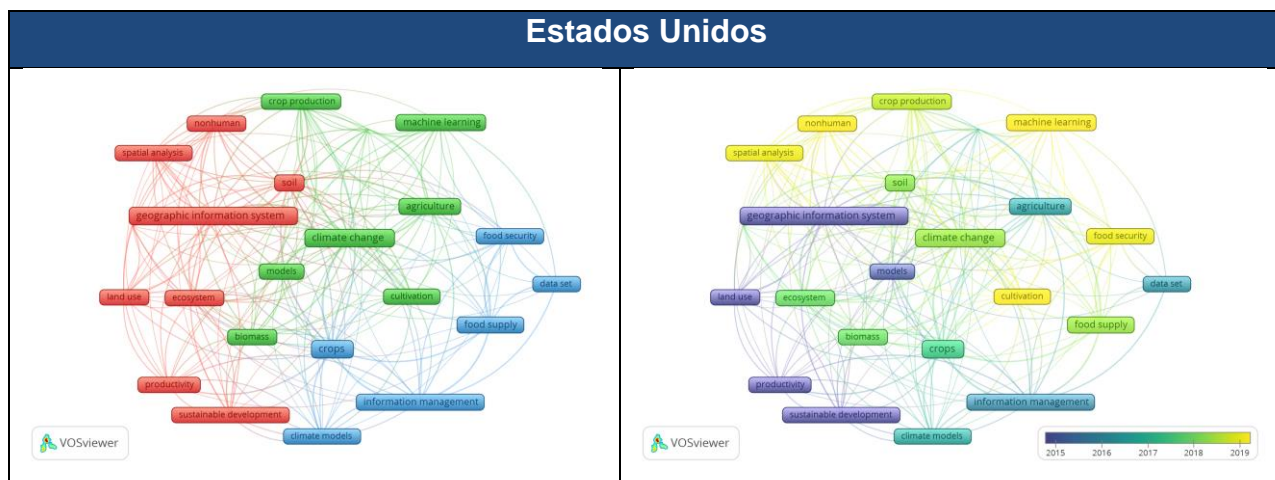 Estados Unidos
crop production
machine learning
nonhuman
spatial analysis
soil
geographic information system
agriculture
climate change
food security
models
data set
land use
ecosystem
cultivation
food supply
biomass
crops
productivity
information management
sustainable development
climate models
VOSviewer
crop production
nonhuman
machine learning
spatial analysis
soil
geographic information system
agriculture
climate change
food security
models
data set
land use
ecosystem
cultivation
food supply
biomass
crops
productivity
information management
sustainable development
climate models
VOSviewer
2015 2016 2017 2018 2019